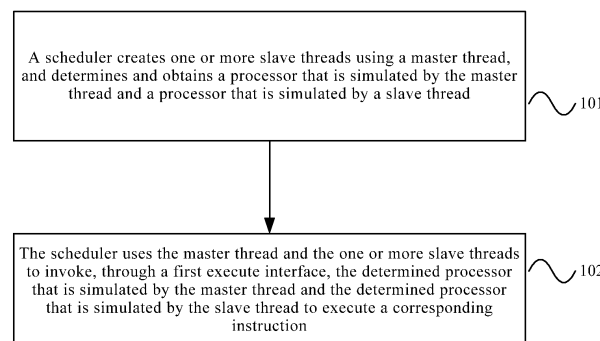 A scheduler creates one or more slave threads using a master thread,
and determines and obtains a processor that is simulated by the master
thread and a processor that is simulated by a slave thread
101
The scheduler uses the master thread and the one or more slave threads
to invoke, through a first execute interface, the determined processor
that is simulated by the master thread and the determined processor
that is simulated by the slave thread to execute a corresponding
instruction
102